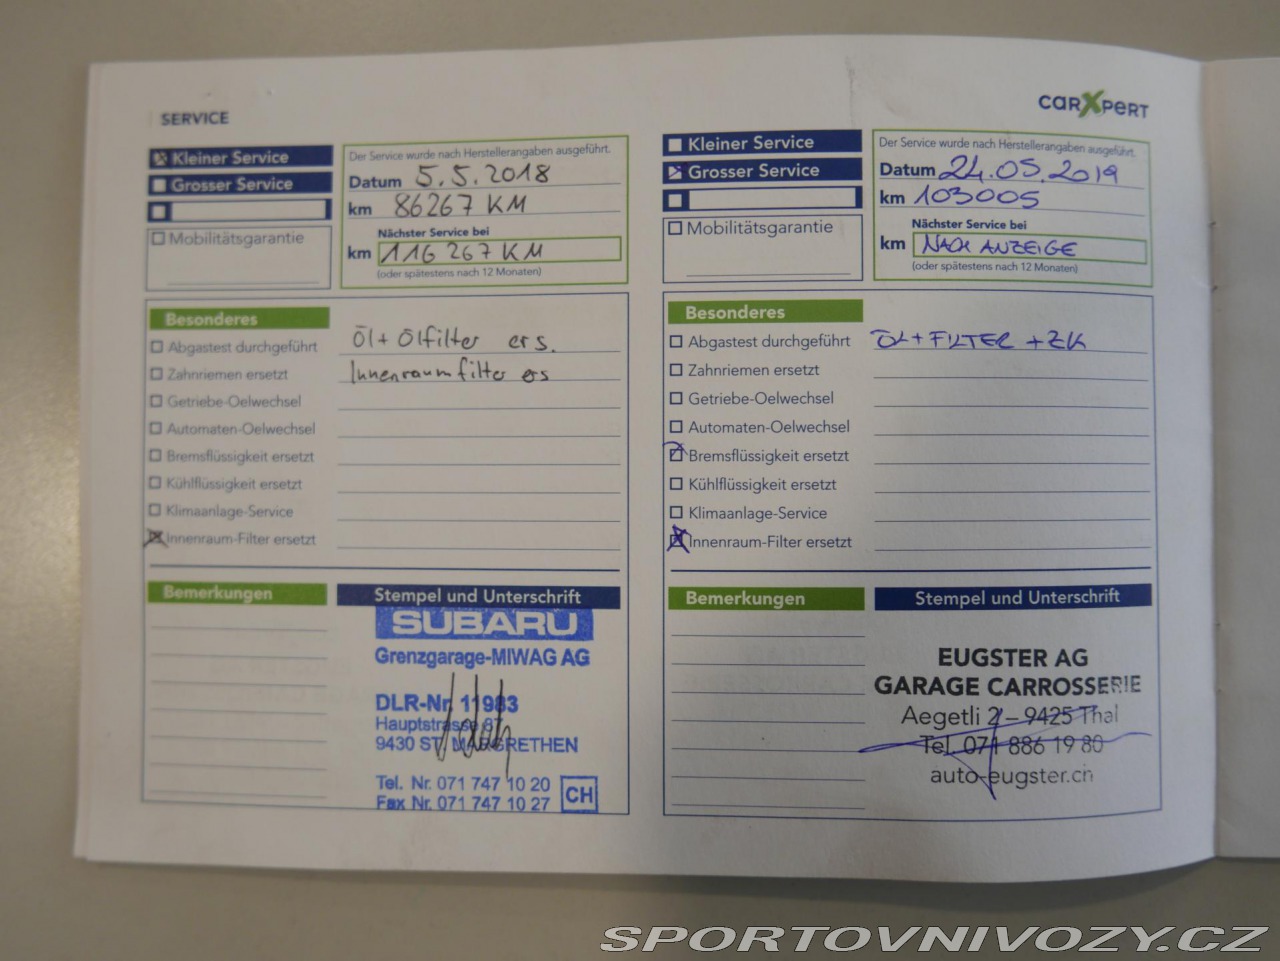 SERVICE
carXpert
Kleiner Service
Grosser Service
Mobilitätsgarantie
Der Service wurde nach Herstellerangaben ausgeführt.
Datum 5.5.2018
km 86267 KM
Nächster Service bei
km 116 267 KM
(oder spätestens nach 12 Monaten)
Besonderes
Abgastest durchgeführt
Zahnriemen ersetzt
Getriebe-Oelwechsel
Automaten-Oelwechsel
Bremsflüssigkeit ersetzt
Kühlflüssigkeit ersetzt
Klimaanlage-Service
Innenraum-Filter ersetzt
Öl + Ölfilter ers.
Innenraumfilter ers
Bemerkungen
Stempel und Unterschrift
SUBARU
Grenzgarage-MIWAG AG
DLR-Nr. 11983
Hauptstrasse 87
9430 ST. MARGRETHEN
Tel. Nr. 071 747 10 20
Fax Nr. 071 747 10 27
CH
Kleiner Service
Grosser Service
Mobilitätsgarantie
Der Service wurde nach Herstellerangaben ausgeführt.
Datum 24.05.2019
km 103005
Nächster Service bei
km NACH ANZEIGE
(oder spätestens nach 12 Monaten)
Besonderes
Abgastest durchgeführt
Zahnriemen ersetzt
Getriebe-Oelwechsel
Automaten-Oelwechsel
Bremsflüssigkeit ersetzt
Kühlflüssigkeit ersetzt
Klimaanlage-Service
Innenraum-Filter ersetzt
ÖL + FILTER + ZK
Bemerkungen
Stempel und Unterschrift
EUGSTER AG
GARAGE CARROSSERIE
Aegetli 2 – 9425 Thal
Tel. 071 886 19 80
auto-eugster.ch
SPORTOVNIVOZY.CZ